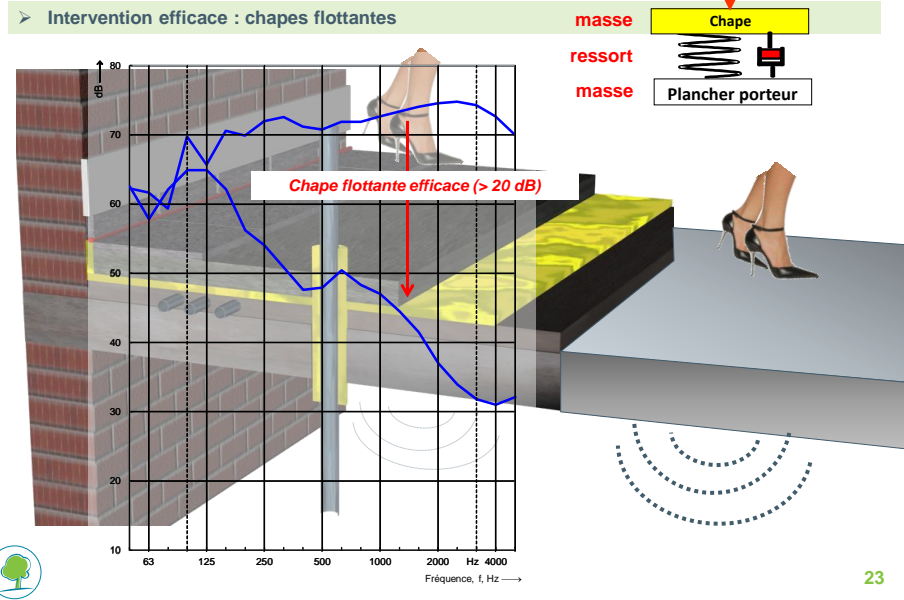 ➢ Intervention efficace : chapes flottantes
masse
Chape
ressort
masse
Plancher porteur
dB
80
70
60
50
40
30
20
10
Chape flottante efficace (> 20 dB)
63 125 250 500 1000 2000 Hz 4000
Fréquence, f, Hz
23